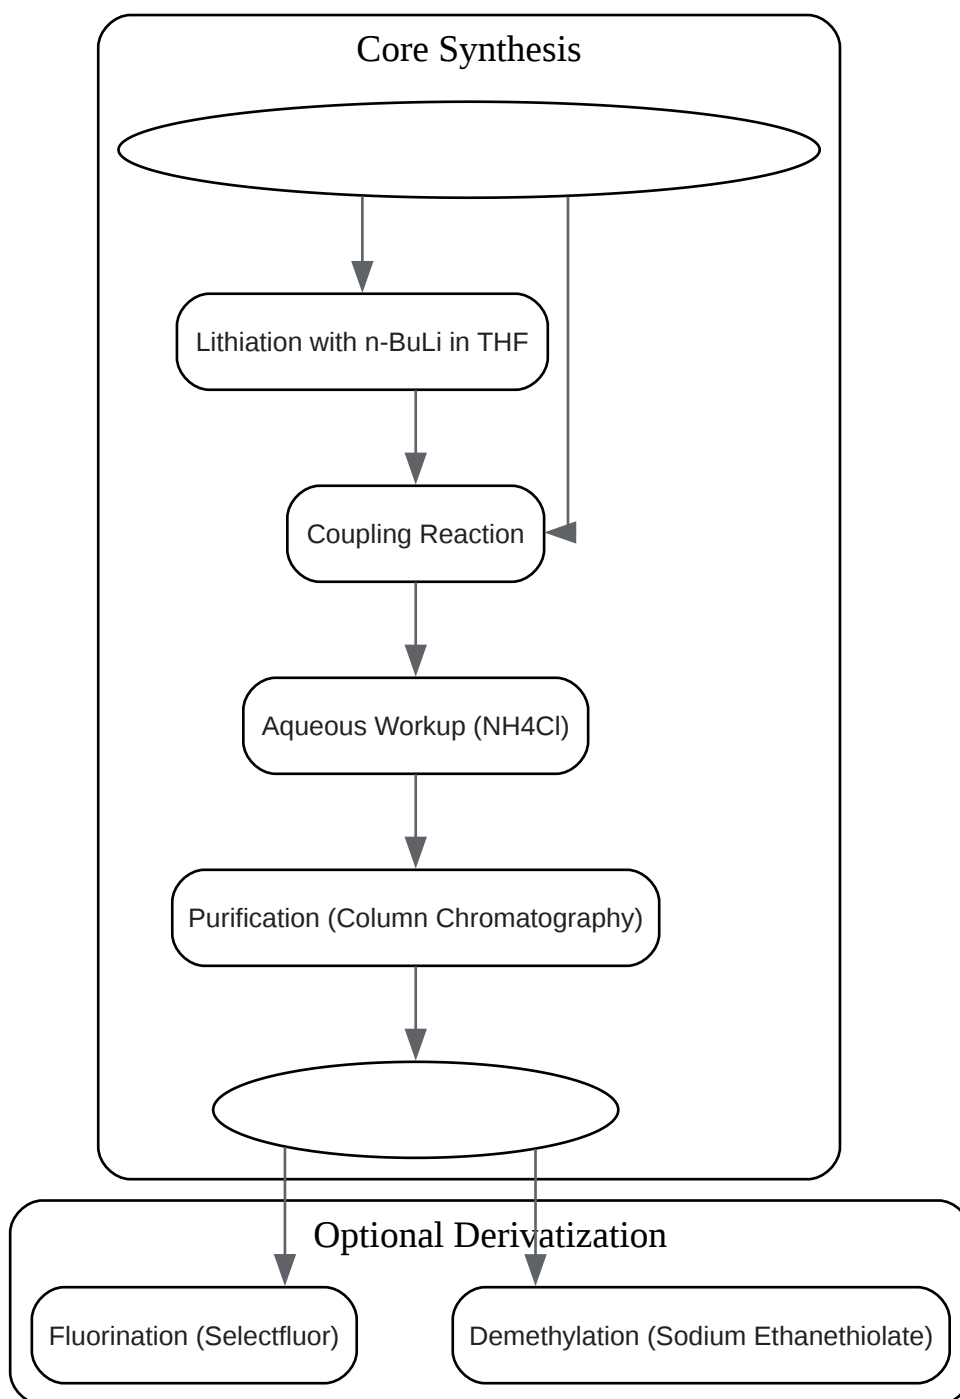 Core Synthesis
Lithiation with n-BuLi in THF
Coupling Reaction
Aqueous Workup (NH4Cl)
Purification (Column Chromatography)
Optional Derivatization
Fluorination (Selectfluor)
Demethylation (Sodium Ethanethiolate)